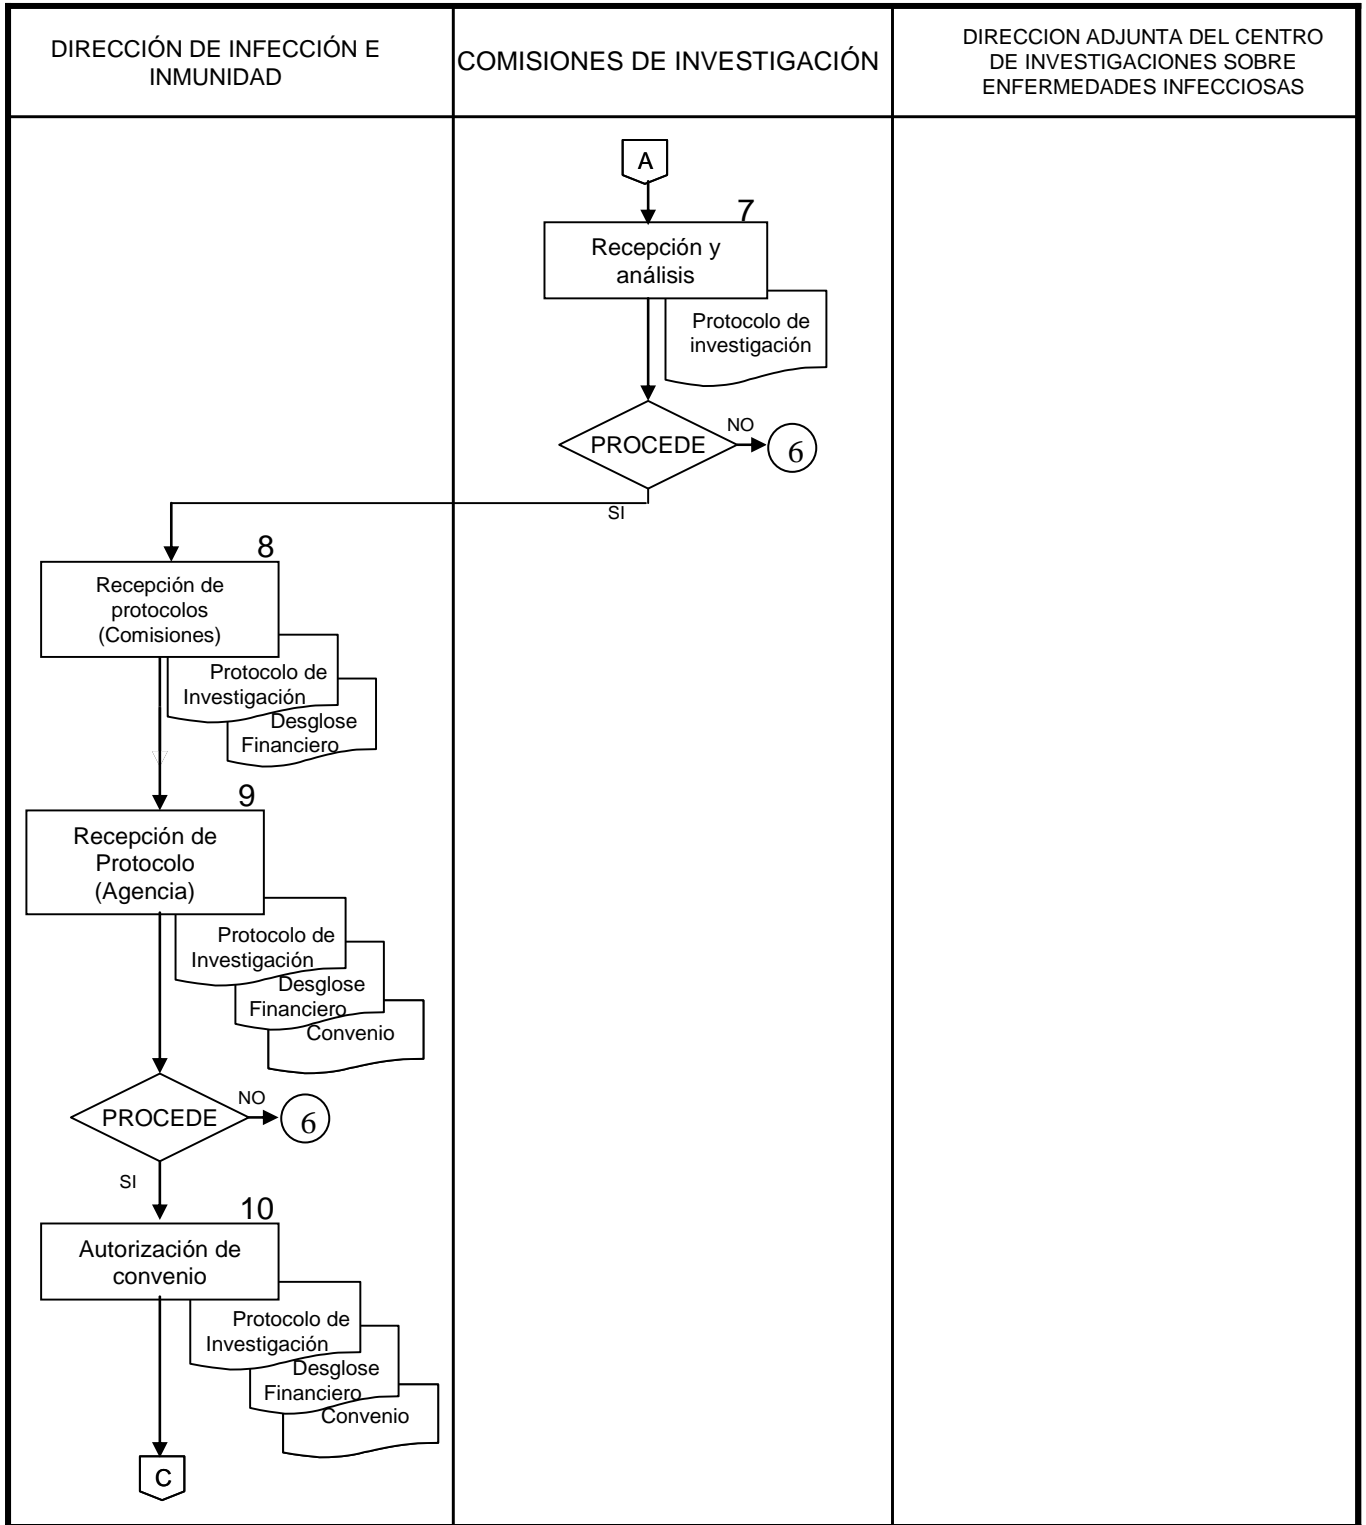 DIRECCIÓN DE INFECCIÓN E
INMUNIDAD
COMISIONES DE INVESTIGACIÓN
DIRECCION ADJUNTA DEL CENTRO
DE INVESTIGACIONES SOBRE
ENFERMEDADES INFECCIOSAS
A
7
Recepción y
análisis
Protocolo de
investigación
PROCEDE
NO
6
SI
8
Recepción de
protocolos
(Comisiones)
Protocolo de
Investigación
Desglose
Financiero
9
Recepción de
Protocolo
(Agencia)
Protocolo de
Investigación
Desglose
Financiero
Convenio
PROCEDE
NO
6
SI
10
Autorización de
convenio
Protocolo de
Investigación
Desglose
Financiero
Convenio
C